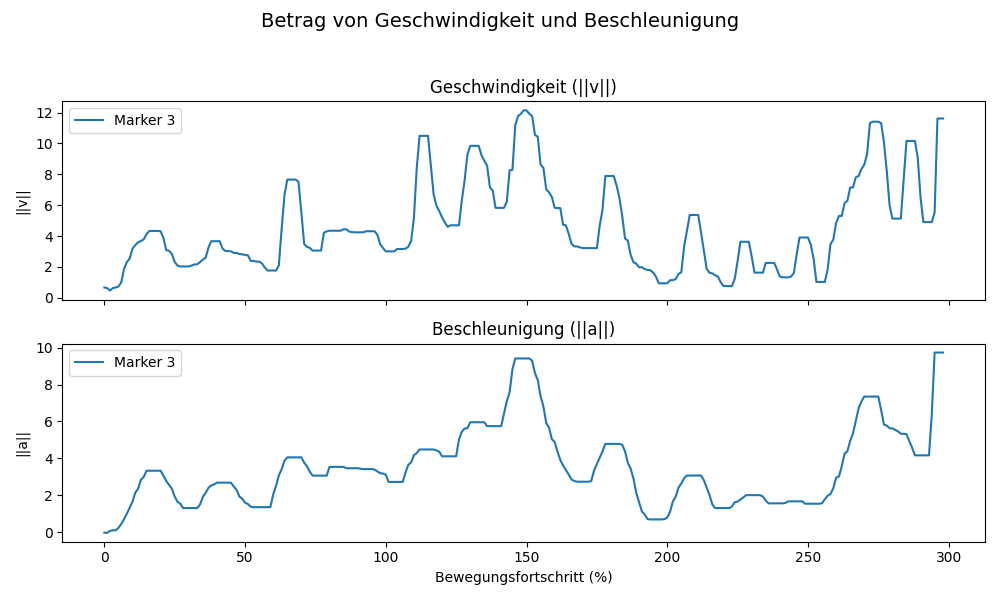 Betrag von Geschwindigkeit und Beschleunigung
Geschwindigkeit (||v||)
Marker 3
12
10
8
6
4
2
0
||v||
Beschleunigung (||a||)
Marker 3
10
8
6
4
2
0
||a||
0 50 100 150 200 250 300
Bewegungsfortschritt (%)